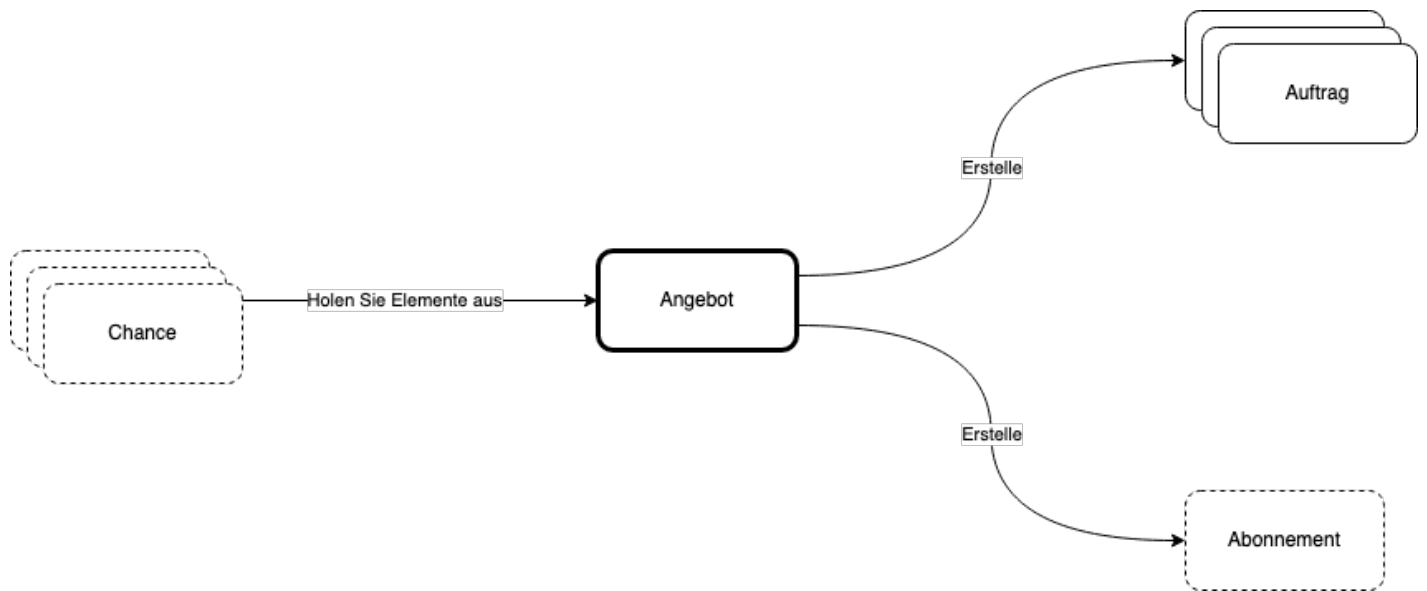 Auftrag
Erstelle
Holen Sie Elemente aus
Angebot
Chance
Erstelle
Abonnement